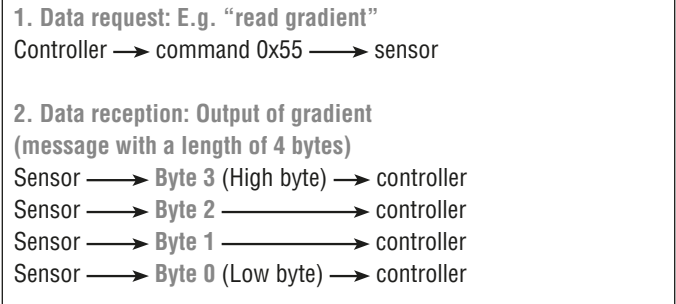 1. Data request: E.g. “read gradient”
Controller ⟶ command 0x55 ⟶ sensor
2. Data reception: Output of gradient
(message with a length of 4 bytes)
Sensor ⟶ Byte 3 (High byte) ⟶ controller
Sensor ⟶ Byte 2 ⟶ controller
Sensor ⟶ Byte 1 ⟶ controller
Sensor ⟶ Byte 0 (Low byte) ⟶ controller